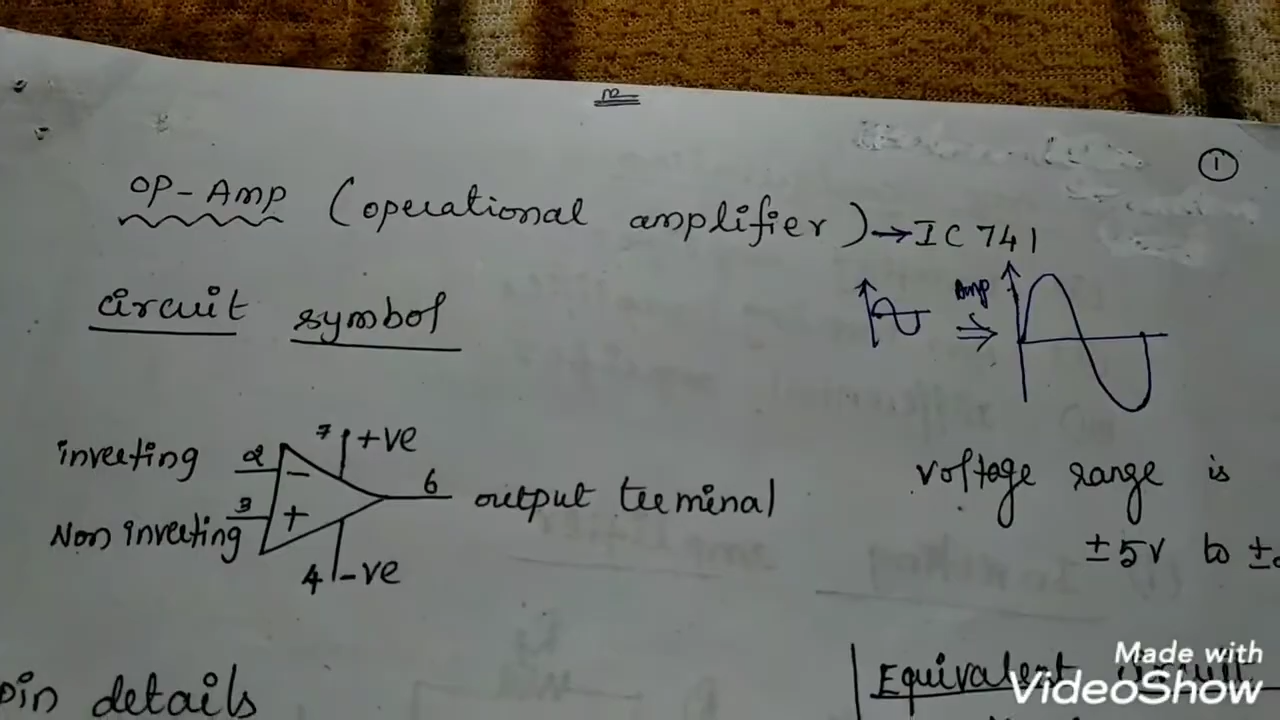 ①
OP-Amp (operational amplifier) → IC 741
circuit symbol
Amp
7 +ve
inverting 2 -
6 output terminal
Non inverting 3 +
4 -ve
voltage range is
±5V to ±
pin details
Equivalent circuit
Made with
VideoShow